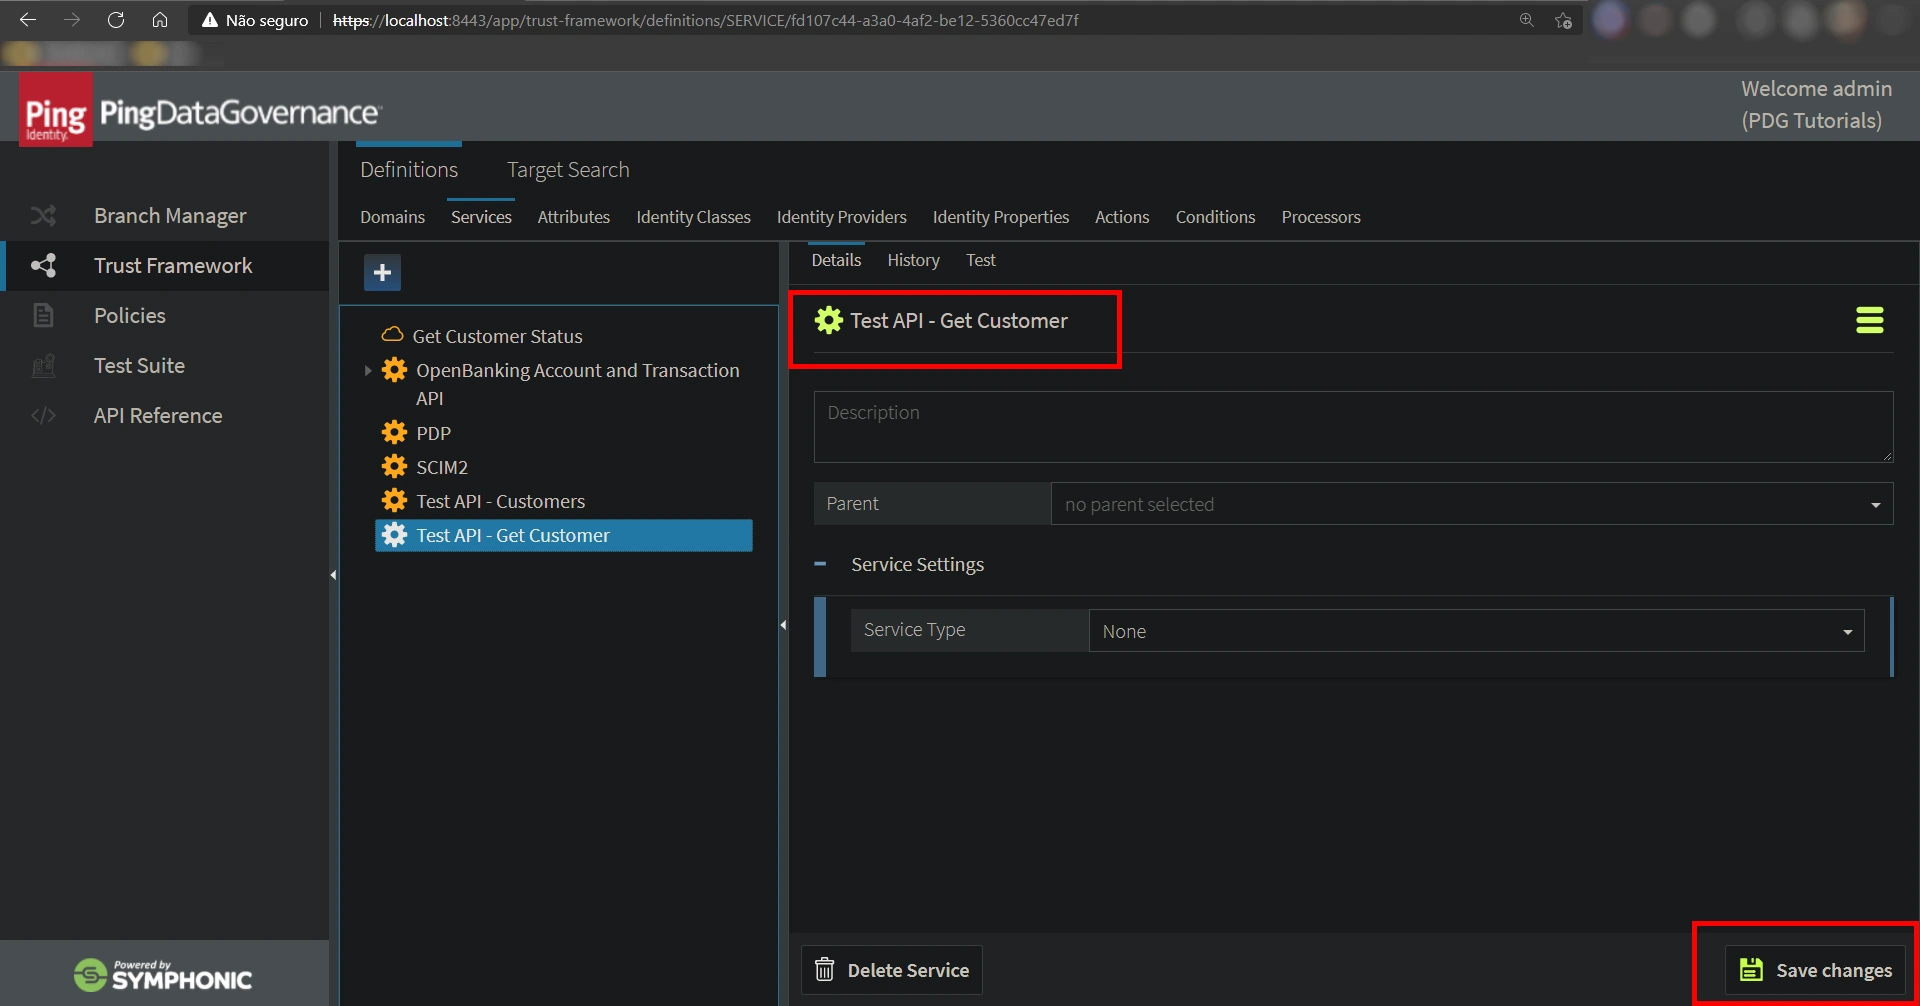 Não seguro
https://localhost:8443/app/trust-framework/definitions/SERVICE/fd107c44-a3a0-4af2-be12-5360cc47ed7f
Ping
Identity.
PingDataGovernance
Welcome admin
(PDG Tutorials)
Branch Manager
Trust Framework
Policies
Test Suite
API Reference
Definitions
Target Search
Domains
Services
Attributes
Identity Classes
Identity Providers
Identity Properties
Actions
Conditions
Processors
+
Get Customer Status
OpenBanking Account and Transaction
API
PDP
SCIM2
Test API - Customers
Test API - Get Customer
Details
History
Test
Test API - Get Customer
Description
Parent
no parent selected
Service Settings
Service Type
None
Delete Service
Save changes
Powered by
SYMPHONIC